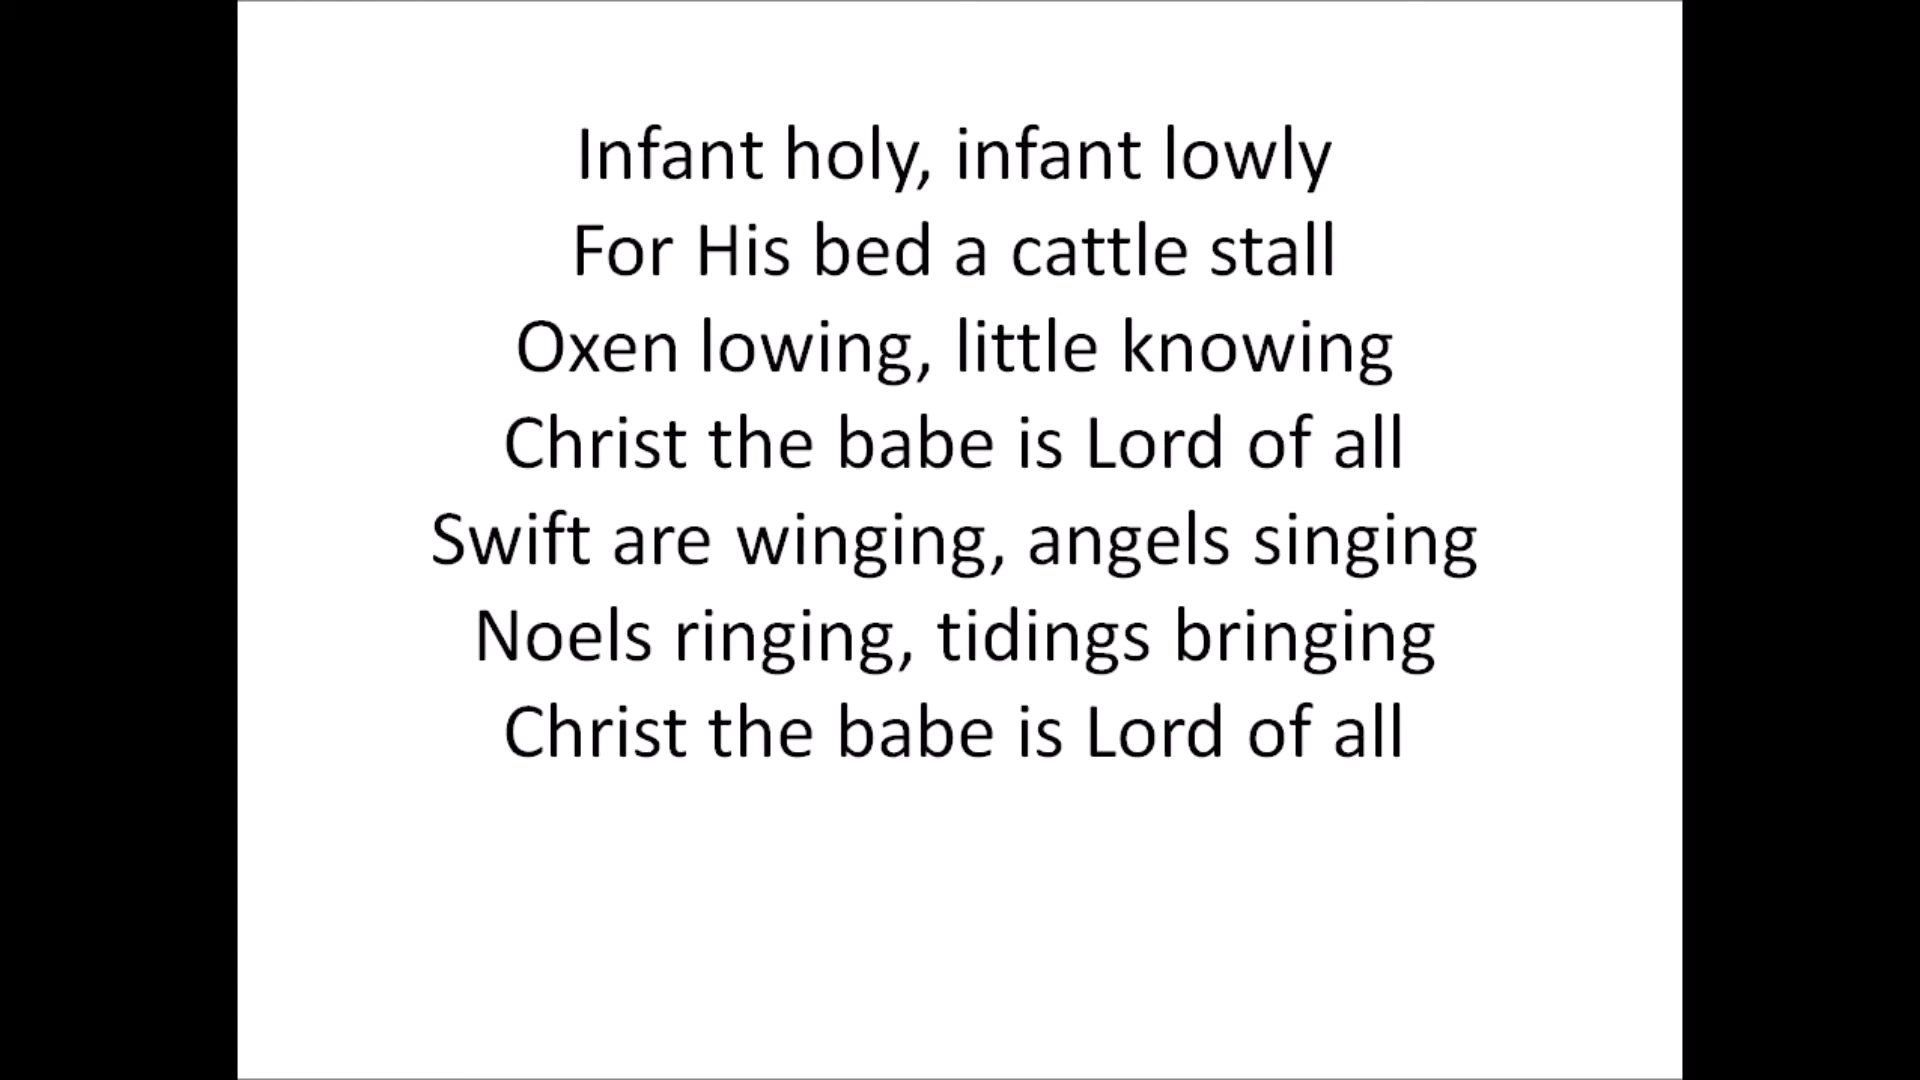 Infant holy, infant lowly
For His bed a cattle stall
Oxen lowing, little knowing
Christ the babe is Lord of all
Swift are winging, angels singing
Noels ringing, tidings bringing
Christ the babe is Lord of all